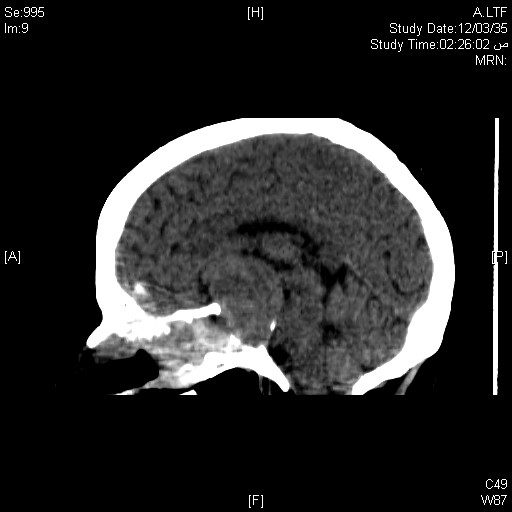 Se:995
Im:9
[H]
A.LTF
Study Date:12/03/35
Study Time:02:26:02 ص
MRN:
[A]
[P]
[F]
C49
W87